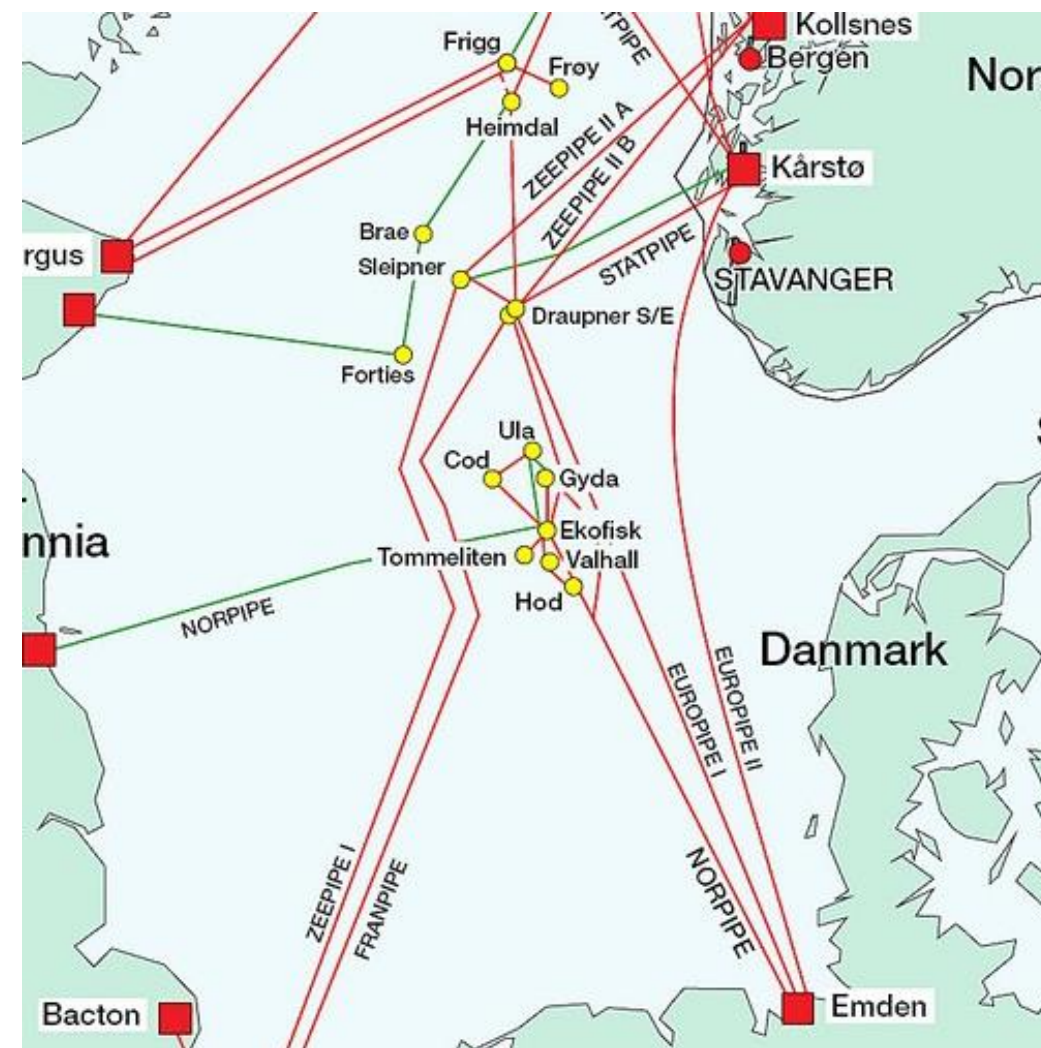 Kollsnes
TPIPE
Frigg
Bergen
Frøy
Nor
Heimdal
ZEEPIPE II A
ZEEPIPE II B
Kårstø
Brae
rgus
Sleipner
STATPIPE
STAVANGER
Draupner S/E
Forties
Ula
Cod
Gyda
Ekofisk
nnia
Tommeliten
Valhall
Hod
NORPIPE
Danmark
EUROPIPE I
EUROPIPE II
ZEEPIPE I
FRANPIPE
NORPIPE
Bacton
Emden